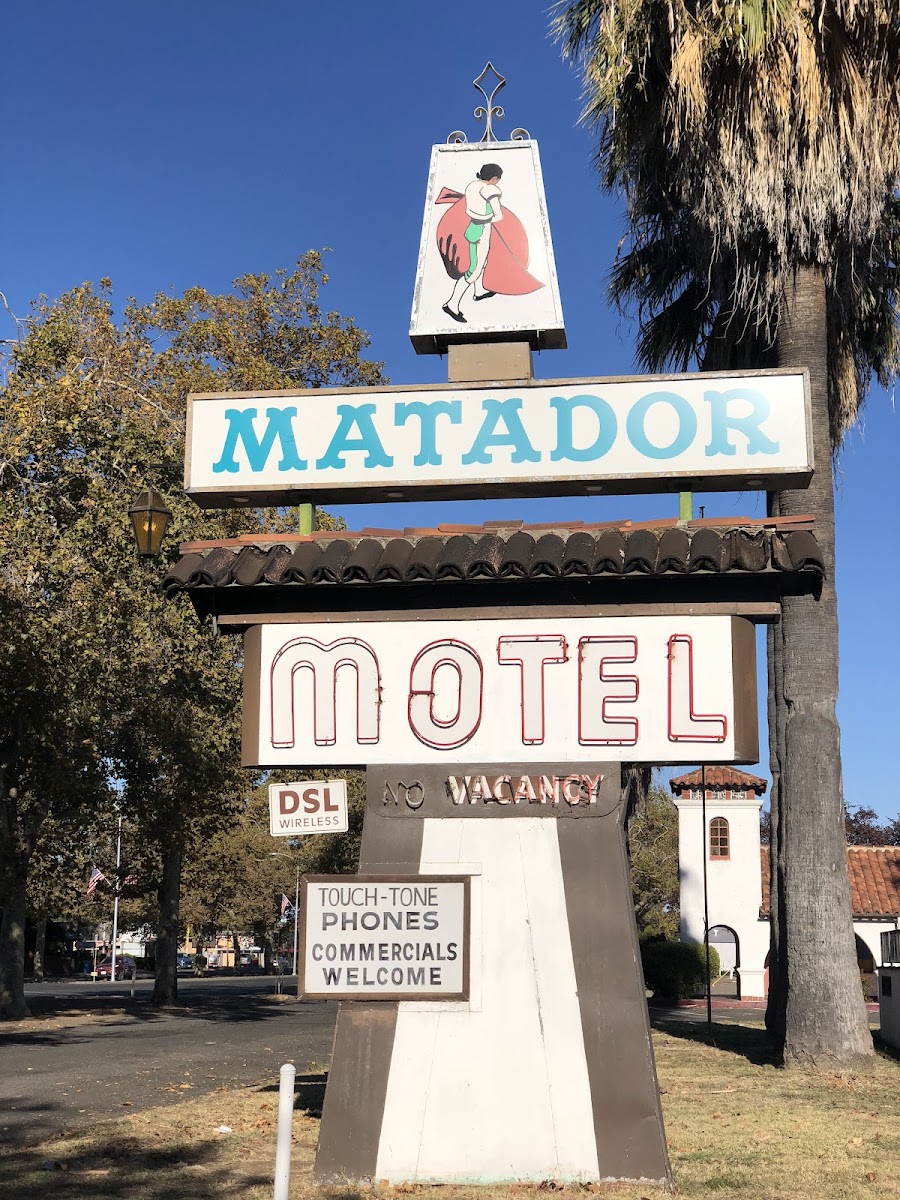 MATADOR
MOTEL
NO VACANCY
DSL
WIRELESS
TOUCH-TONE
PHONES
COMMERCIALS
WELCOME